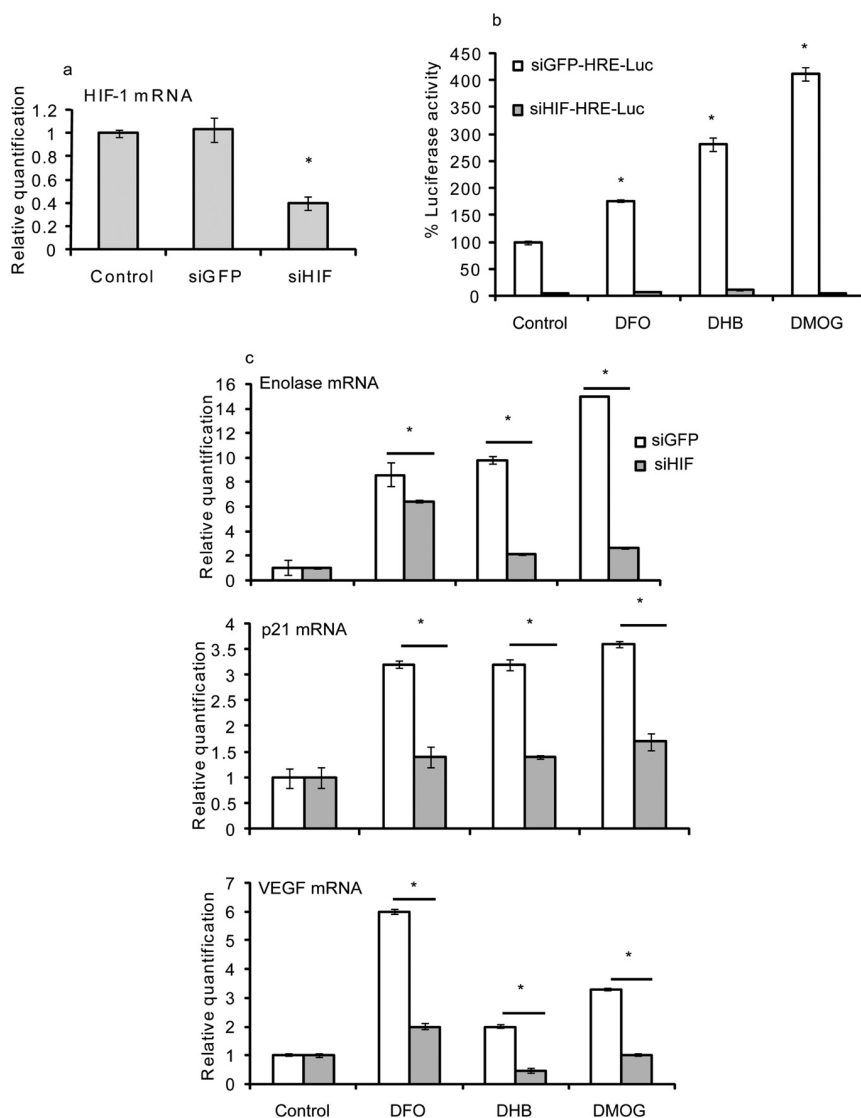 a
HIF-1 mRNA
Relative quantification
1.2
1
0.8
0.6
0.4
0.2
0
*
Control siGFP siHIF
b
% Luciferase activity
450
400
350
300
250
200
150
100
50
0
siGFP-HRE-Luc
siHIF-HRE-Luc
*
*
*
Control DFO DHB DMOG
c
Enolase mRNA
Relative quantification
16
14
12
10
8
6
4
2
0
* * *
siGFP
siHIF
p21 mRNA
Relative quantification
4
3.5
3
2.5
2
1.5
1
0.5
0
* * *
VEGF mRNA
Relative quantification
7
6
5
4
3
2
1
0
* * *
Control DFO DHB DMOG